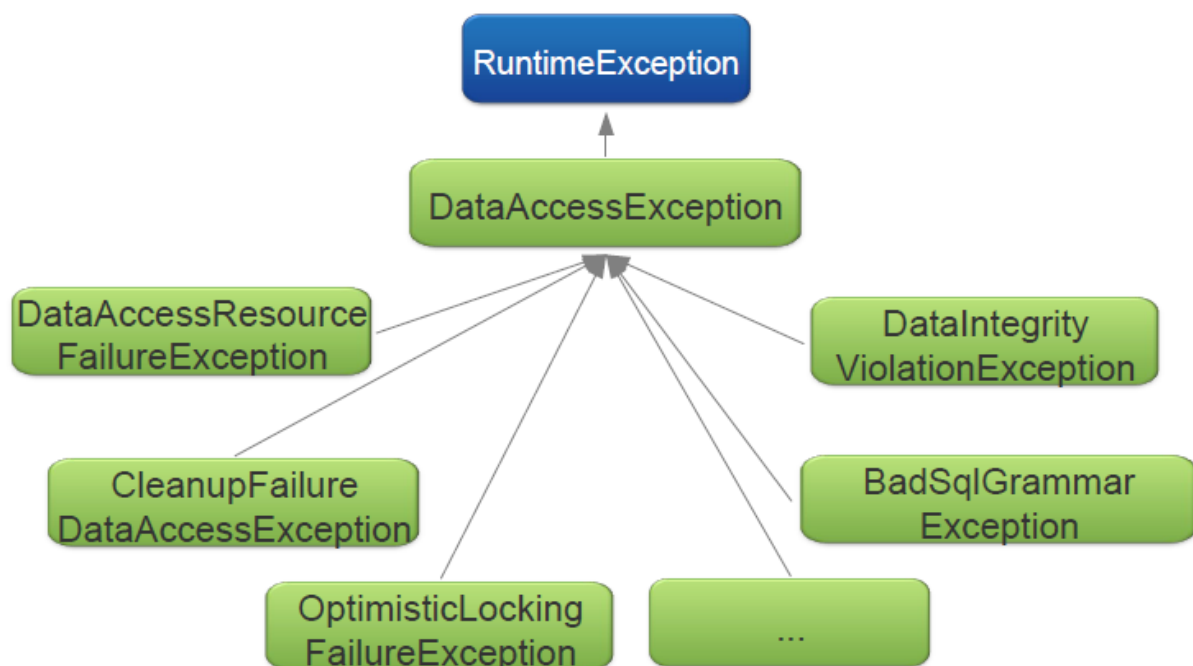 RuntimeException
DataAccessException
DataAccessResource
FailureException
DataIntegrity
ViolationException
CleanupFailure
DataAccessException
BadSqlGrammar
Exception
OptimisticLocking
FailureException
...